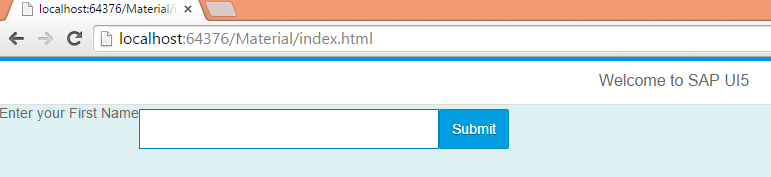 localhost:64376/Material/i
localhost:64376/Material/index.html
Welcome to SAP UI5
Enter your First Name
Submit